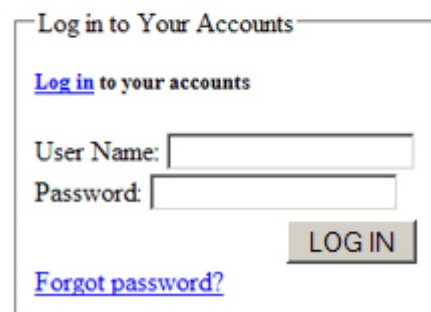 Log in to Your Accounts
Log in to your accounts
User Name:
Password:
LOG IN
Forgot password?